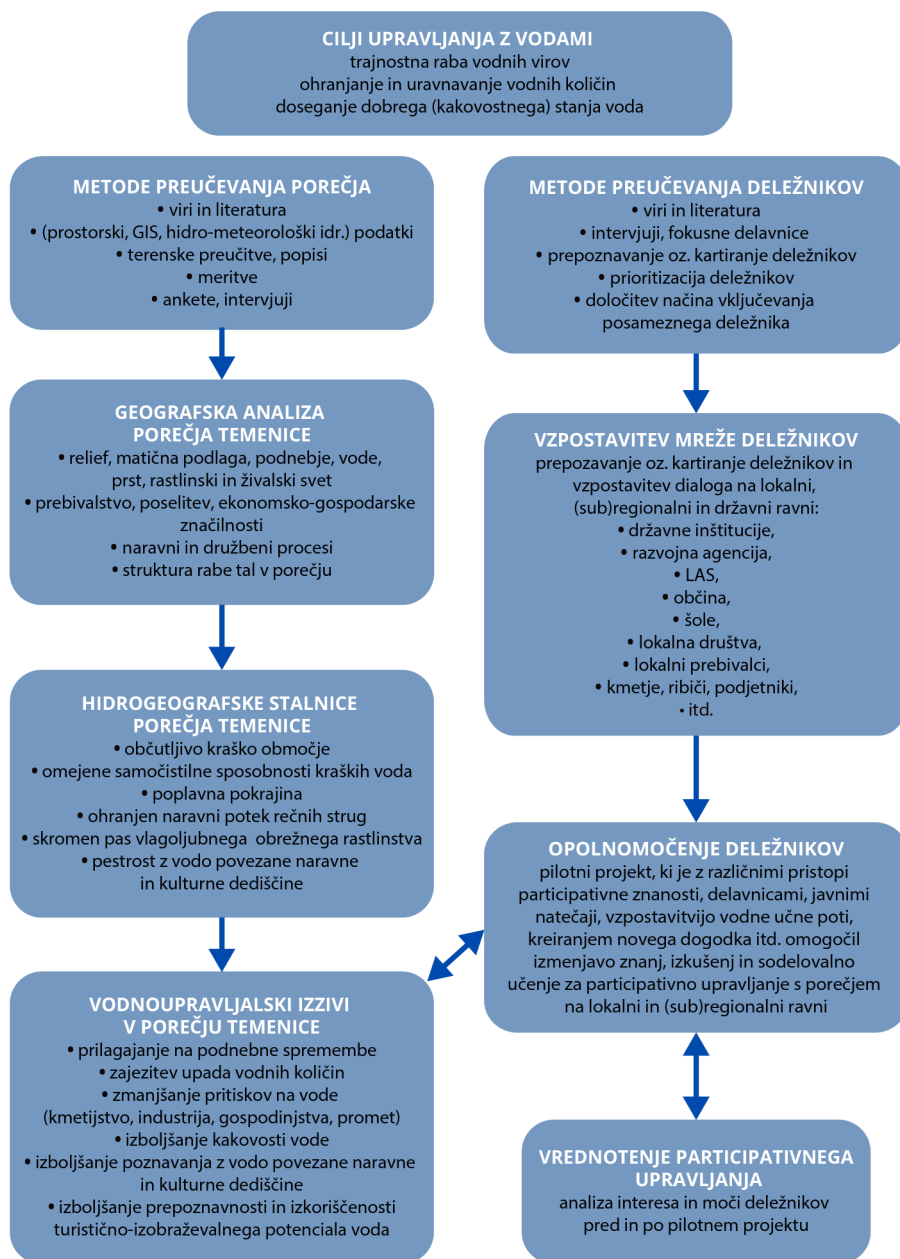 CILJI UPRAVLJANJA Z VODAMI
trajnostna raba vodnih virov
ohranjanje in uravnavanje vodnih količin
doseganje dobrega (kakovostnega) stanja voda
METODE PREUČEVANJA POREČJA
• viri in literatura
• (prostorski, GIS, hidro-meteorološki idr.) podatki
• terenske preučitve, popisi
• meritve
• ankete, intervjuji
GEOGRAFSKA ANALIZA
POREČJA TEMENICE
• relief, matična podlaga, podnebje, vode,
prst, rastlinski in živalski svet
• prebivalstvo, poselitev, ekonomsko-gospodarske
značilnosti
• naravni in družbeni procesi
• struktura rabe tal v porečju
HIDROGEOGRAFSKE STALNICE
POREČJA TEMENICE
• občutljivo kraško območje
• omejene samočistilne sposobnosti kraških voda
• poplavna pokrajina
• ohranjen naravni potek rečnih strug
• skromen pas vlagoljubnega obrežnega rastlinstva
• pestrost z vodo povezane naravne
in kulturne dediščine
VODNOUPRAVLJALSKI IZZIVI
V POREČJU TEMENICE
• prilagajanje na podnebne spremembe
• zajezitev upada vodnih količin
• zmanjšanje pritiskov na vode
(kmetijstvo, industrija, gospodinjstva, promet)
• izboljšanje kakovosti vode
• izboljšanje poznavanja z vodo povezane naravne
in kulturne dediščine
• izboljšanje prepoznavnosti in izkoriščenosti
turistično-izobraževalnega potenciala voda
METODE PREUČEVANJA DELEŽNIKOV
• viri in literatura
• intervjuji, fokusne delavnice
• prepoznavanje oz. kartiranje deležnikov
• prioritizacija deležnikov
• določitev načina vključevanja
posameznega deležnika
VZPOSTAVITEV MREŽE DELEŽNIKOV
prepozavanje oz. kartiranje deležnikov in
vzpostavitev dialoga na lokalni,
(sub)regionalni in državni ravni:
• državne inštitucije,
• razvojna agencija,
• LAS,
• občina,
• šole,
• lokalna društva,
• lokalni prebivalci,
• kmetje, ribiči, podjetniki,
• itd.
OPOLNOMOČENJE DELEŽNIKOV
pilotni projekt, ki je z različnimi pristopi
participativne znanosti, delavnicami, javnimi
natečaji, vzpostavitvijo vodne učne poti,
kreiranjem novega dogodka itd. omogočil
izmenjavo znanj, izkušenj in sodelovalno
učenje za participativno upravljanje s porečjem
na lokalni in (sub)regionalni ravni
VREDNOTENJE PARTICIPATIVNEGA
UPRAVLJANJA
analiza interesa in moči deležnikov
pred in po pilotnem projektu